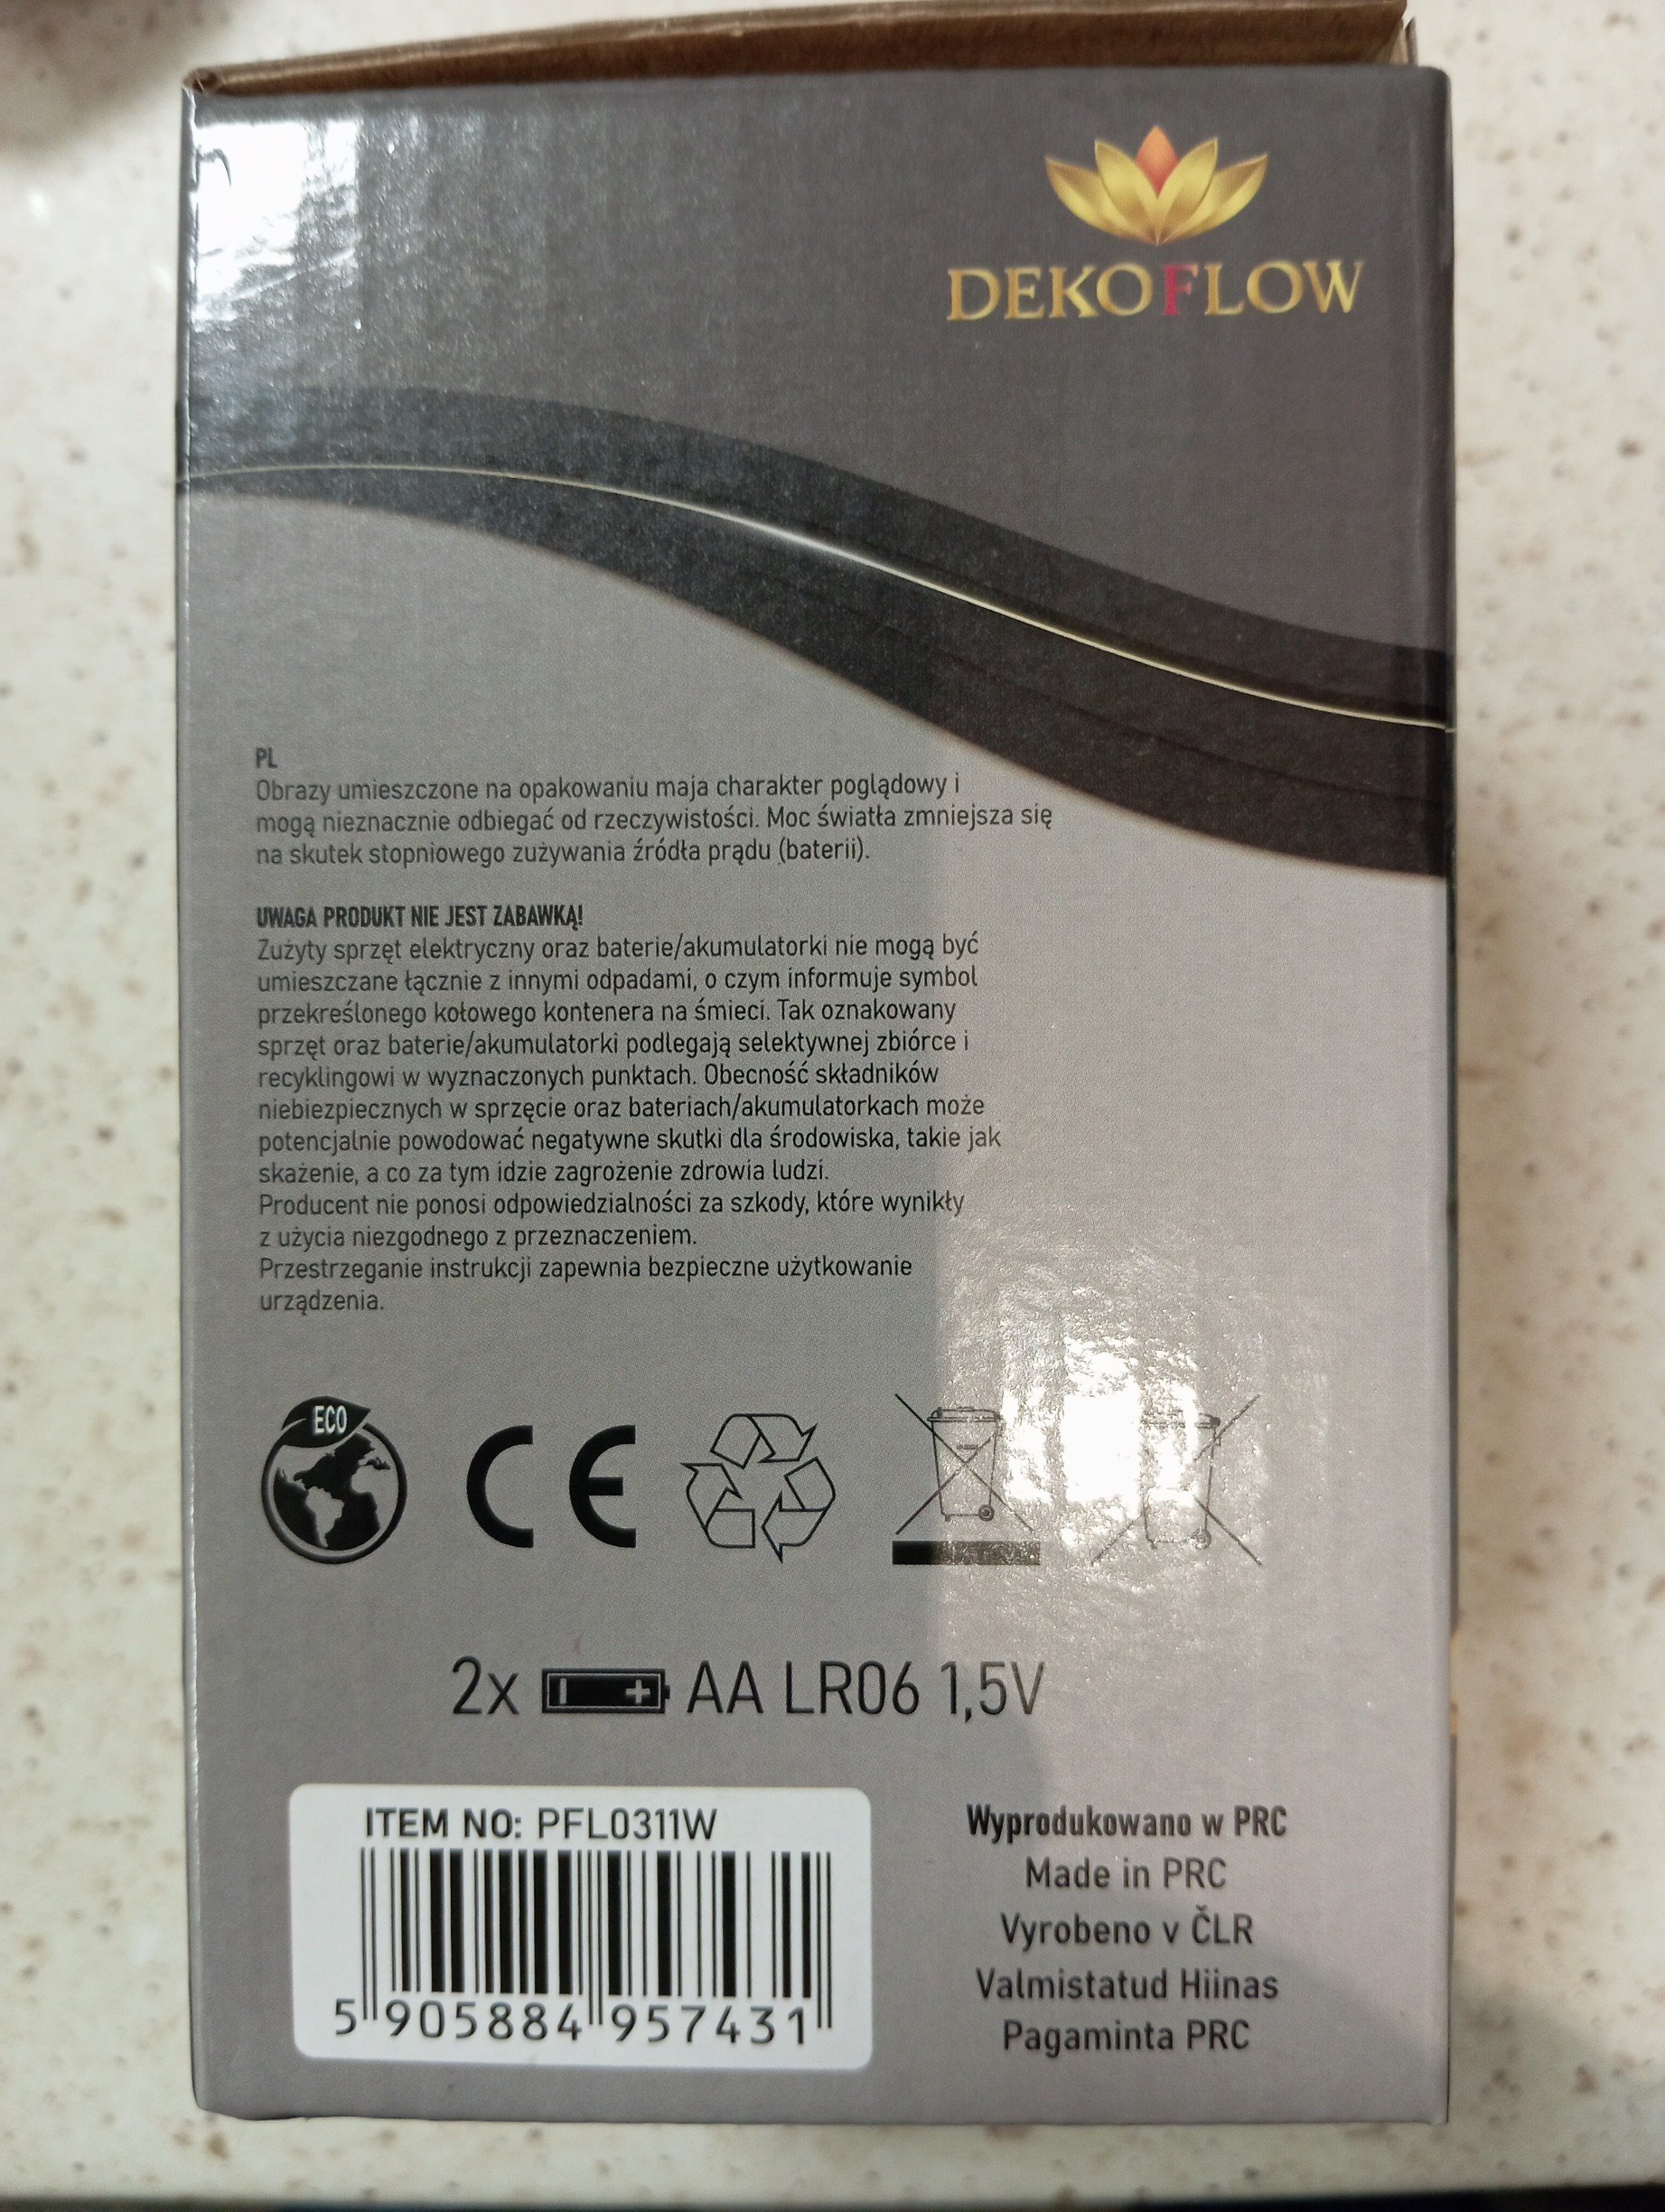 DEKOFLOW
PL
Obrazy umieszczone na opakowaniu maja charakter poglądowy i
mogą nieznacznie odbiegać od rzeczywistości. Moc światła zmniejsza się
na skutek stopniowego zużywania źródła prądu (baterii).
UWAGA PRODUKT NIE JEST ZABAWKĄ!
Zużyty sprzęt elektryczny oraz baterie/akumulatorki nie mogą być
umieszczane łącznie z innymi odpadami, o czym informuje symbol
przekreślonego kołowego kontenera na śmieci. Tak oznakowany
sprzęt oraz baterie/akumulatorki podlegają selektywnej zbiórce i
recyklingowi w wyznaczonych punktach. Obecność składników
niebiezpiecznych w sprzęcie oraz bateriach/akumulatorkach może
potencjalnie powodować negatywne skutki dla środowiska, takie jak
skażenie, a co za tym idzie zagrożenie zdrowia ludzi.
Producent nie ponosi odpowiedzialności za szkody, które wynikły
z użycia niezgodnego z przeznaczeniem.
Przestrzeganie instrukcji zapewnia bezpieczne użytkowanie
urządzenia.
ECO
CE
2x AA LR06 1,5V
ITEM NO: PFL0311W
5 905884 957431
Wyprodukowano w PRC
Made in PRC
Vyrobeno v ČLR
Valmistatud Hiinas
Pagaminta PRC